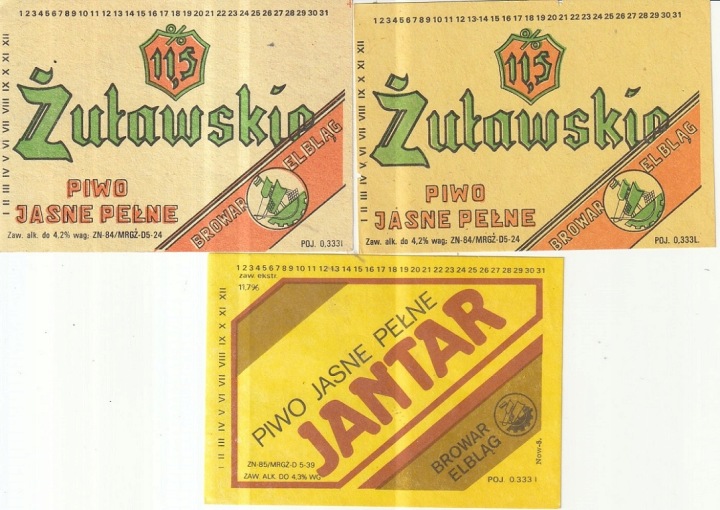 1 2 3 4 5 6 7 8 9 10 11 12 13 14 15 16 17 18 19 20 21 22 23 24 25 26 27 28 29 30 31
I II III IV V VI VII VIII IX X XI XII
11,5 %
Żuławskie
PIWO
JASNE PEŁNE
BROWAR ELBLĄG
Zaw. alk. do 4,2% wag; ZN-84/MRGŻ-D5-24
POJ. 0,333l
1 2 3 4 5 6 7 8 9 10 11 12 13-14 15 16 17 18 19 20 21 22 23 24 25 26 27 28 29 30 31
I II III IV V VI VII VIII IX X XI XII
11,5 %
Żuławskie
PIWO
JASNE PEŁNE
BROWAR ELBLĄG
Zaw. alk. do 4,2% wag; ZN-84/MRGŻ-D5-24
POJ. 0,333L.
1 2 3 4 5 6 7 8 9 10 11 12 13 14 15 16 17 18 19 20 21 22 23 24 25 26 27 28 29 30 31
I II III IV V VI VII VIII IX X XI XII
zaw. ekstr.
11,7%
PIWO JASNE PEŁNE
JANTAR
BROWAR
ELBLĄG
ZN-85/MRGŻ-D 5-39
ZAW. ALK. DO 4,3% WG
POJ. 0.333 l
Now-8.